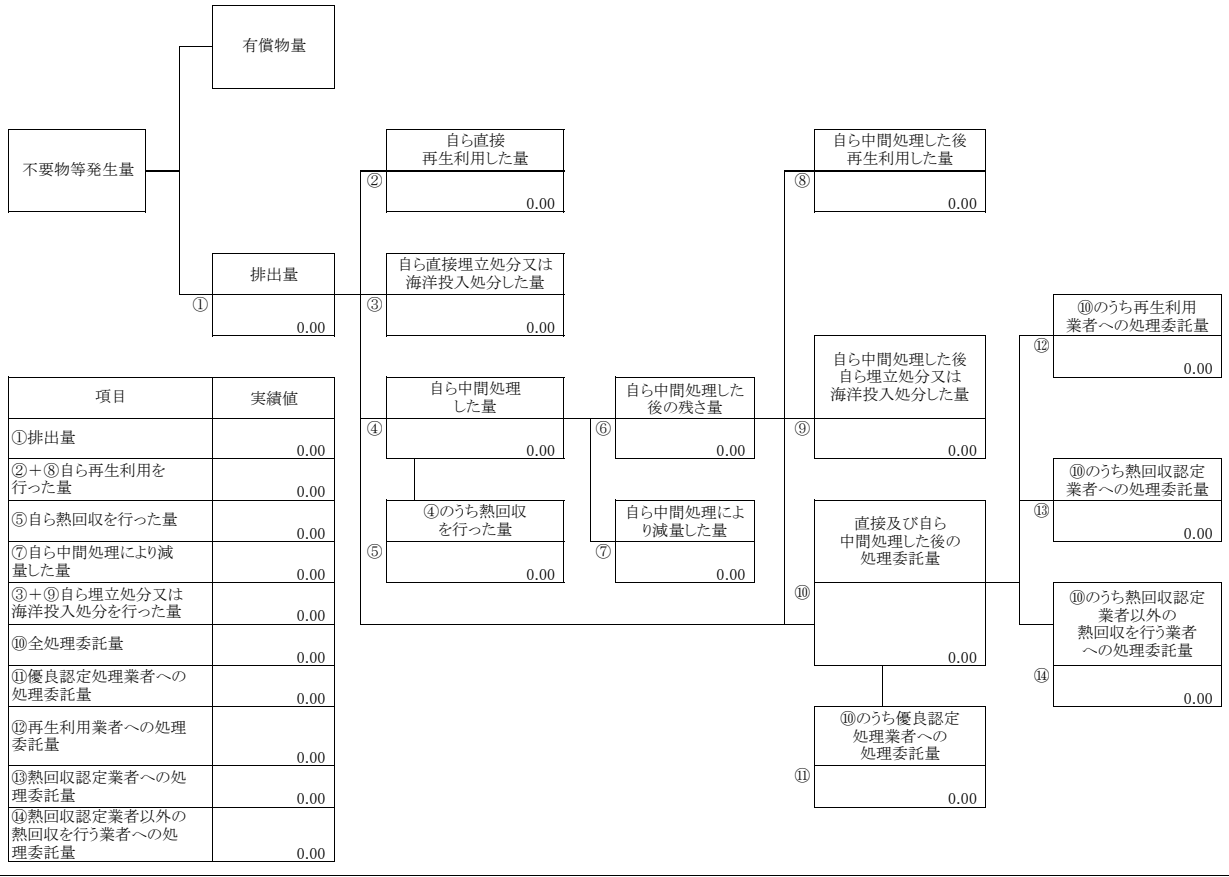 有償物量
不要物等発生量
排出量
①
0.00
自ら直接
再生利用した量
②
0.00
自ら直接埋立処分又は
海洋投入処分した量
③
0.00
自ら中間処理
した量
④
0.00
④のうち熱回収
を行った量
⑤
0.00
自ら中間処理した
後の残さ量
⑥
0.00
自ら中間処理によ
り減量した量
⑦
0.00
自ら中間処理した後
再生利用した量
⑧
0.00
自ら中間処理した後
自ら埋立処分又は
海洋投入処分した量
⑨
0.00
直接及び自ら
中間処理した後の
処理委託量
⑩
0.00
⑩のうち優良認定
処理業者への
処理委託量
⑪
0.00
⑩のうち再生利用
業者への処理委託量
⑫
0.00
⑩のうち熱回収認定
業者への処理委託量
⑬
0.00
⑩のうち熱回収認定
業者以外の
熱回収を行う業者
への処理委託量
⑭
0.00
項目 実績値
①排出量
0.00
②＋⑧自ら再生利用を
行った量
0.00
⑤自ら熱回収を行った量
0.00
⑦自ら中間処理により減
量した量
0.00
③＋⑨自ら埋立処分又は
海洋投入処分を行った量
0.00
⑩全処理委託量
0.00
⑪優良認定処理業者への
処理委託量
0.00
⑫再生利用業者への処理
委託量
0.00
⑬熱回収認定業者への処
理委託量
0.00
⑭熱回収認定業者以外の
熱回収を行う業者への処
理委託量
0.00